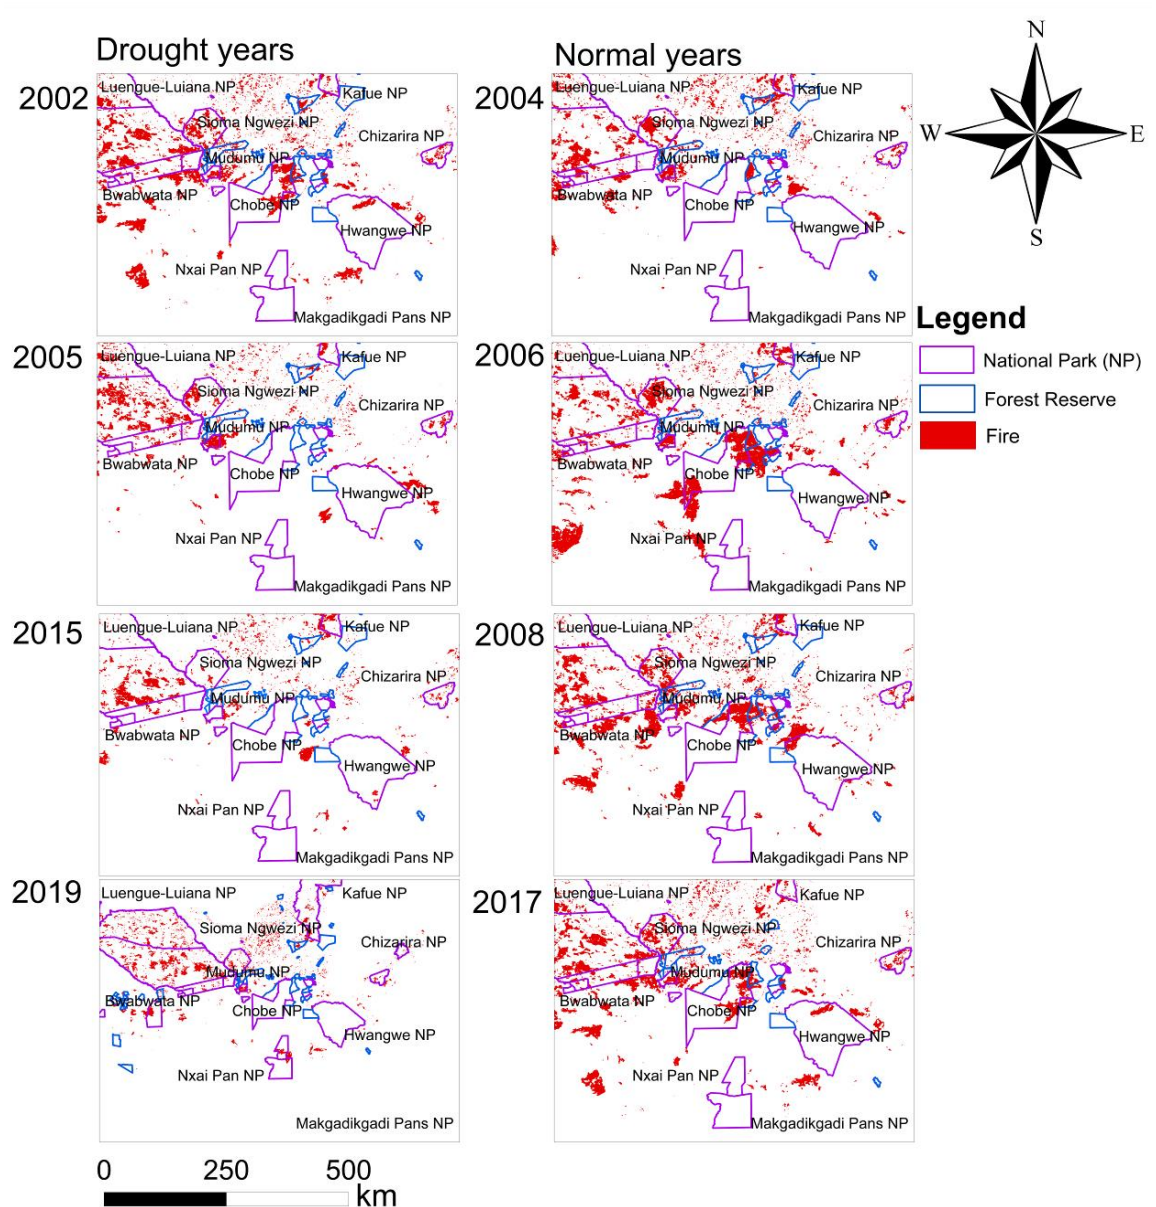 Drought years
Normal years
N
W
E
S
2002
Luengue-Luiana NP
Kafue NP
Sioma Ngwezi NP
Chizarira NP
Mudumu NP
Bwabwata NP
Chobe NP
Hwangwe NP
Nxai Pan NP
Makgadikgadi Pans NP
2004
Luengue-Luiana NP
Kafue NP
Sioma Ngwezi NP
Chizarira NP
Mudumu NP
Bwabwata NP
Chobe NP
Hwangwe NP
Nxai Pan NP
Makgadikgadi Pans NP
Legend
National Park (NP)
Forest Reserve
Fire
2005
Luengue-Luiana NP
Kafue NP
Sioma Ngwezi NP
Chizarira NP
Mudumu NP
Bwabwata NP
Chobe NP
Hwangwe NP
Nxai Pan NP
Makgadikgadi Pans NP
2006
Luengue-Luiana NP
Kafue NP
Sioma Ngwezi NP
Chizarira NP
Mudumu NP
Bwabwata NP
Chobe NP
Hwangwe NP
Nxai Pan NP
Makgadikgadi Pans NP
2015
Luengue-Luiana NP
Kafue NP
Sioma Ngwezi NP
Chizarira NP
Mudumu NP
Bwabwata NP
Chobe NP
Hwangwe NP
Nxai Pan NP
Makgadikgadi Pans NP
2008
Luengue-Luiana NP
Kafue NP
Sioma Ngwezi NP
Chizarira NP
Mudumu NP
Bwabwata NP
Chobe NP
Hwangwe NP
Nxai Pan NP
Makgadikgadi Pans NP
2019
Luengue-Luiana NP
Kafue NP
Sioma Ngwezi NP
Chizarira NP
Mudumu NP
Bwabwata NP
Chobe NP
Hwangwe NP
Nxai Pan NP
Makgadikgadi Pans NP
2017
Luengue-Luiana NP
Kafue NP
Sioma Ngwezi NP
Chizarira NP
Mudumu NP
Bwabwata NP
Chobe NP
Hwangwe NP
Nxai Pan NP
Makgadikgadi Pans NP
0 250 500
km